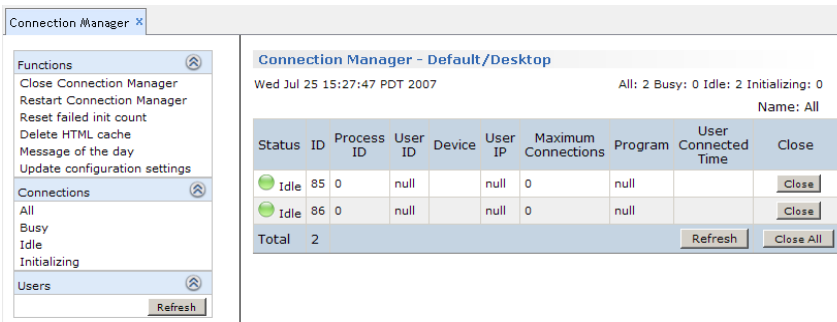 Connection Manager x
Functions
Close Connection Manager
Restart Connection Manager
Reset failed init count
Delete HTML cache
Message of the day
Update configuration settings
Connections
All
Busy
Idle
Initializing
Users
Refresh
Connection Manager - Default/Desktop
Wed Jul 25 15:27:47 PDT 2007 All: 2 Busy: 0 Idle: 2 Initializing: 0
Name: All
Status ID Process ID User ID Device User IP Maximum Connections Program User Connected Time Close
Idle 85 0 null null 0 null Close
Idle 86 0 null null 0 null Close
Total 2 Refresh Close All